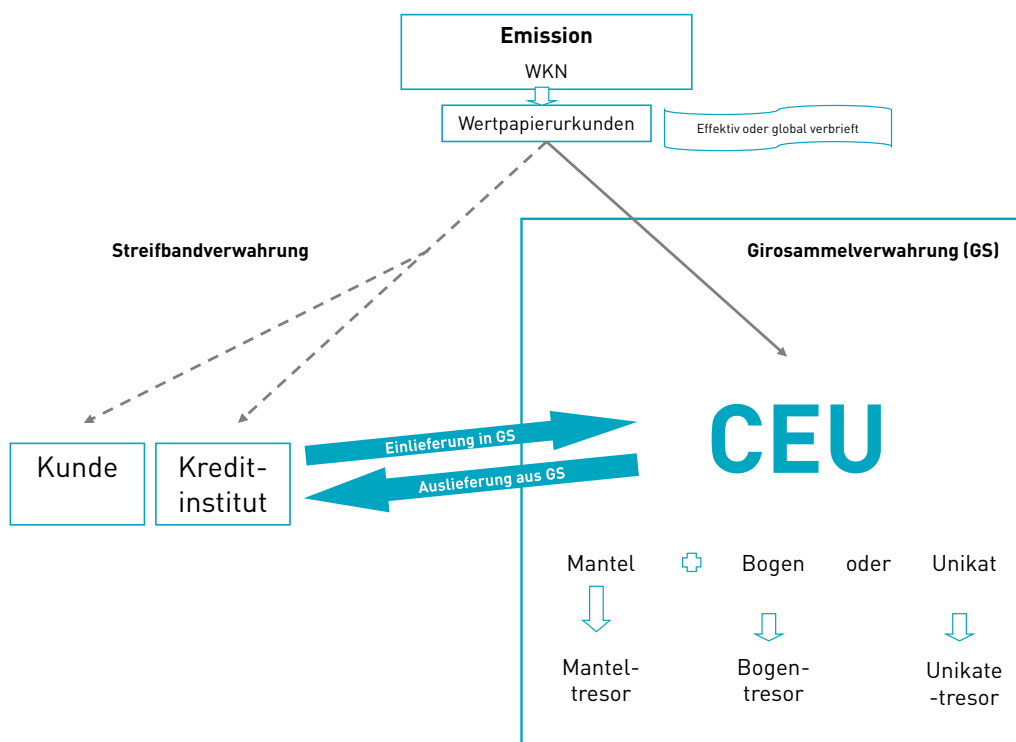 Emission
WKN
Wertpapierurkunden
Effektiv oder global verbrieft
Streifbandverwahrung
Girosammelverwahrung (GS)
CEU
Kunde
Kredit-
institut
Einlieferung in GS
Auslieferung aus GS
Mantel
Bogen
oder
Unikat
Mantel-
tresor
Bogen-
tresor
Unikate
-tresor